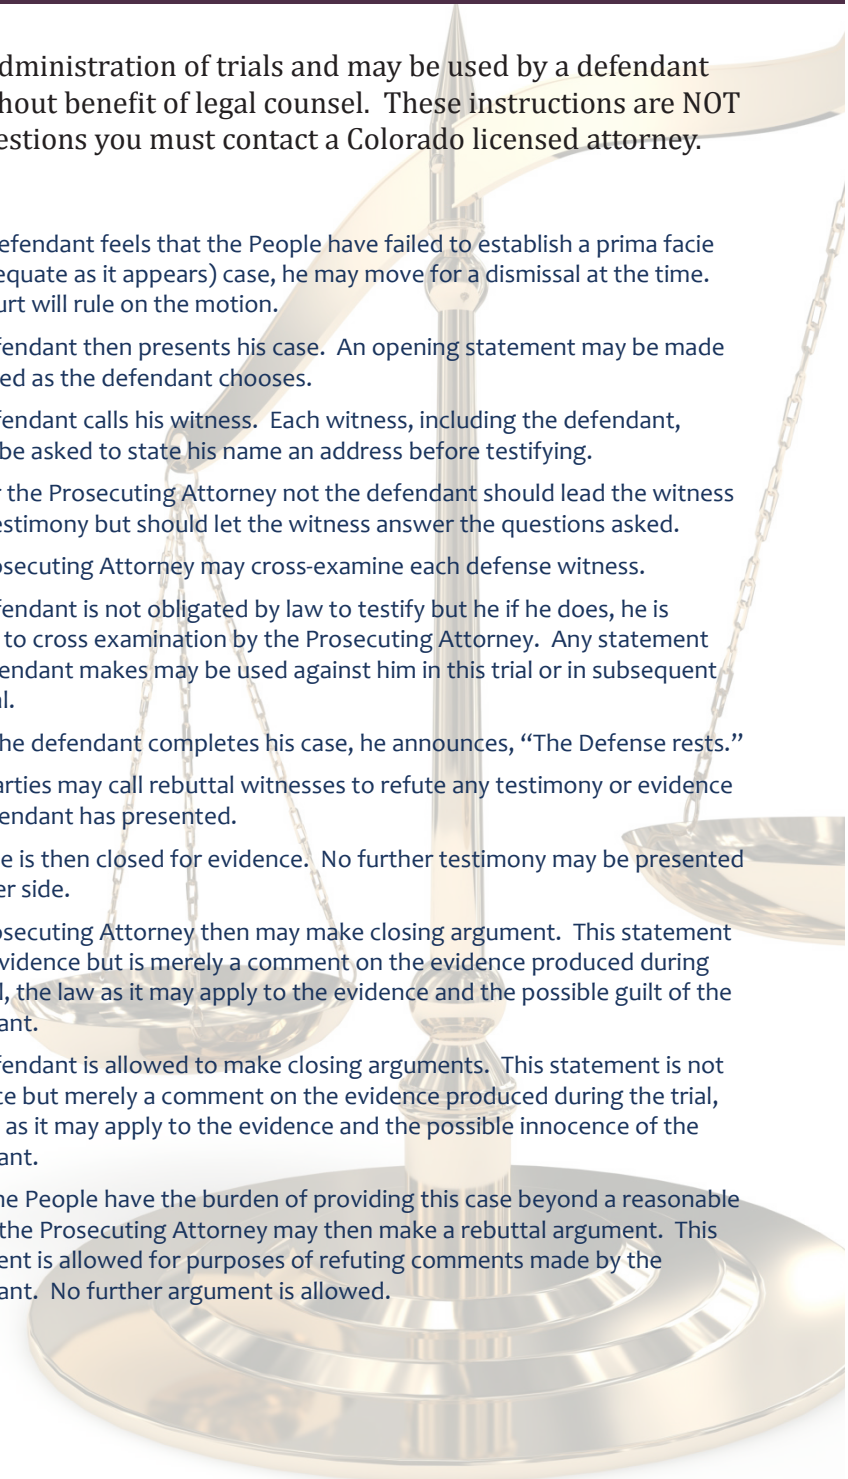 dministration of trials and may be used by a defendant
hout benefit of legal counsel.  These instructions are NOT
estions you must contact a Colorado licensed attorney.
efendant feels that the People have failed to establish a prima facie
equate as it appears) case, he may move for a dismissal at the time.
urt will rule on the motion.
fendant then presents his case.  An opening statement may be made
ed as the defendant chooses.
fendant calls his witness.  Each witness, including the defendant,
be asked to state his name an address before testifying.
r the Prosecuting Attorney not the defendant should lead the witness
estimony but should let the witness answer the questions asked.
osecuting Attorney may cross-examine each defense witness.
fendant is not obligated by law to testify but he if he does, he is
to cross examination by the Prosecuting Attorney.  Any statement
endant makes may be used against him in this trial or in subsequent
l.
he defendant completes his case, he announces, “The Defense rests.”
arties may call rebuttal witnesses to refute any testimony or evidence
endant has presented.
e is then closed for evidence.  No further testimony may be presented
er side.
osecuting Attorney then may make closing argument.  This statement
vidence but is merely a comment on the evidence produced during
l, the law as it may apply to the evidence and the possible guilt of the
ant.
fendant is allowed to make closing arguments.  This statement is not
ce but merely a comment on the evidence produced during the trial,
as it may apply to the evidence and the possible innocence of the
ant.
he People have the burden of providing this case beyond a reasonable
the Prosecuting Attorney may then make a rebuttal argument.  This
ent is allowed for purposes of refuting comments made by the
ant.  No further argument is allowed.